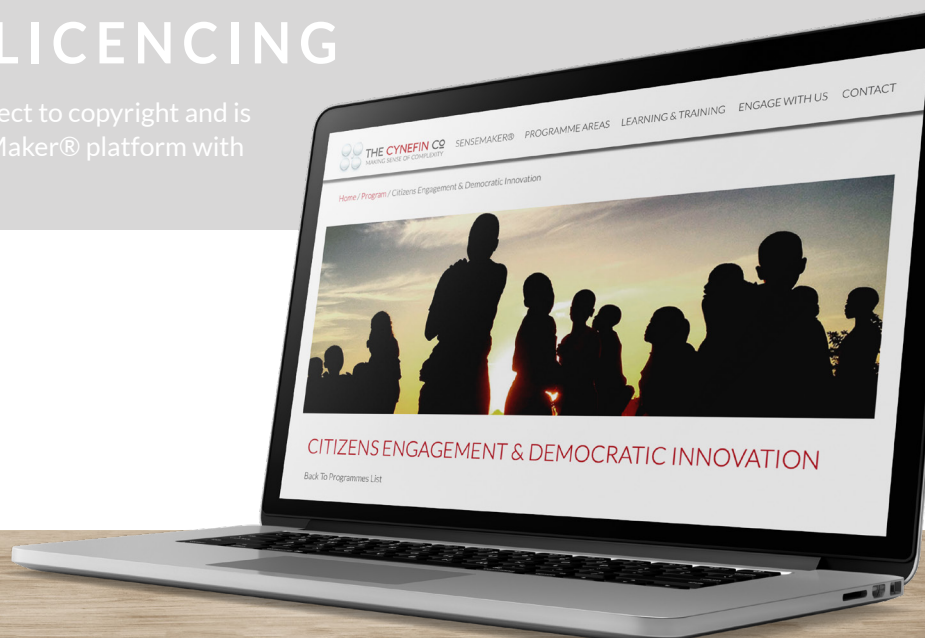 LICENCING
ect to copyright and is
Maker® platform with
THE CYNEFIN CO
MAKING SENSE OF COMPLEXITY
SENSEMAKER®
PROGRAMME AREAS
LEARNING & TRAINING
ENGAGE WITH US
CONTACT
Home / Program / Citizens Engagement & Democratic Innovation
CITIZENS ENGAGEMENT & DEMOCRATIC INNOVATION
Back To Programmes List